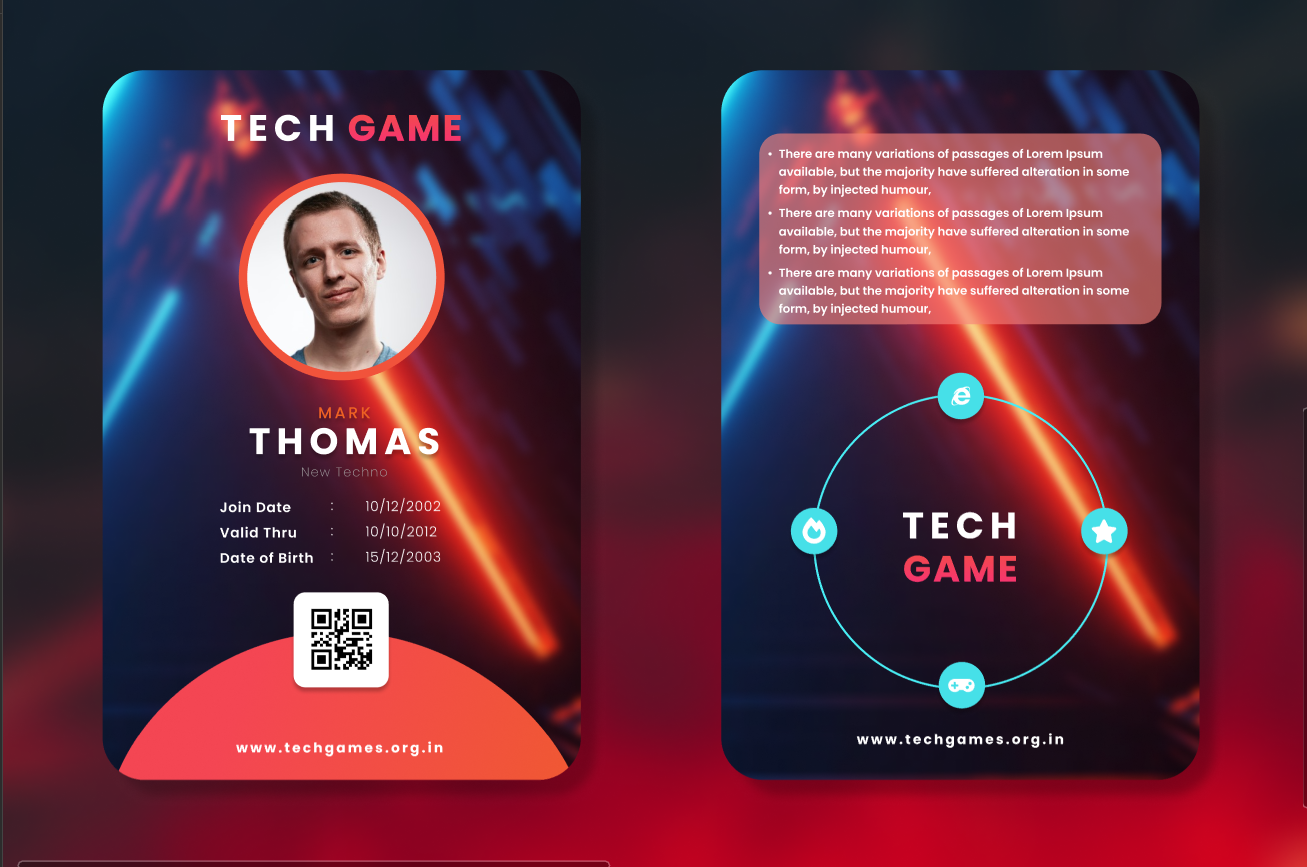 TECH GAME
MARK
THOMAS
New Techno
Join Date : 10/12/2002
Valid Thru : 10/10/2012
Date of Birth : 15/12/2003
www.techgames.org.in
• There are many variations of passages of Lorem Ipsum
available, but the majority have suffered alteration in some
form, by injected humour,
• There are many variations of passages of Lorem Ipsum
available, but the majority have suffered alteration in some
form, by injected humour,
• There are many variations of passages of Lorem Ipsum
available, but the majority have suffered alteration in some
form, by injected humour,
TECH
GAME
www.techgames.org.in